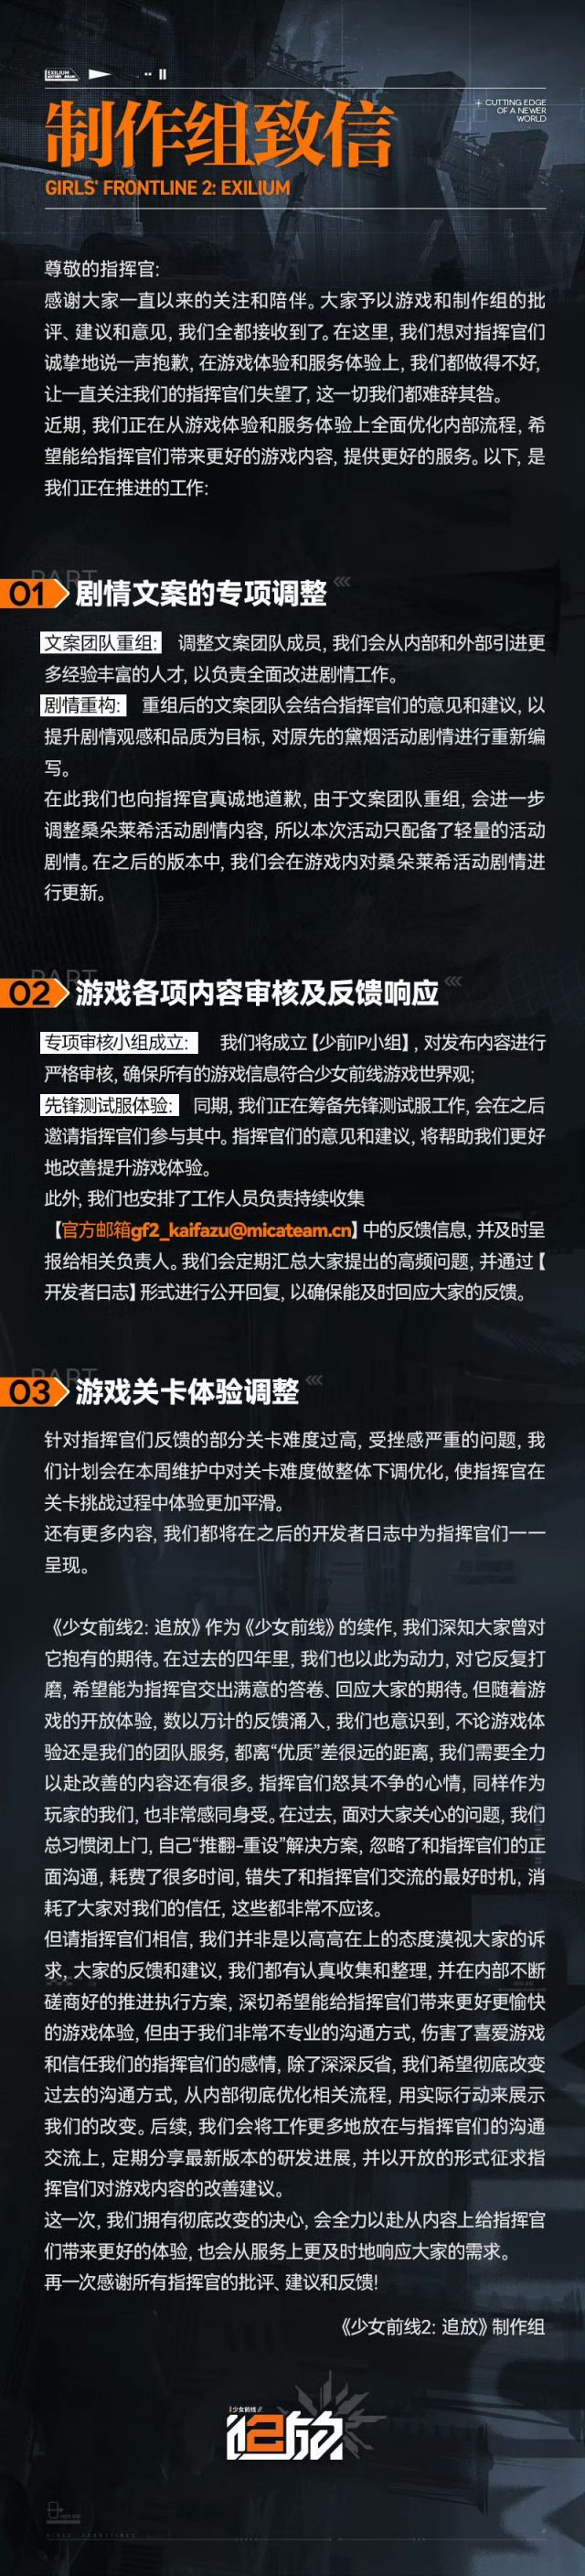 EXILIUM
CUTTING EDGE
OF A NEWER
WORLD
制作组致信
GIRLS' FRONTLINE 2: EXILIUM
尊敬的指挥官:
感谢大家一直以来的关注和陪伴。大家予以游戏和制作组的批
评、建议和意见, 我们全都接收到了。在这里, 我们想对指挥官们
诚挚地说一声抱歉, 在游戏体验和服务体验上, 我们都做得不好,
让一直关注我们的指挥官们失望了, 这一切我们都难辞其咎。
近期, 我们正在从游戏体验和服务体验上全面优化内部流程, 希
望能给指挥官们带来更好的游戏内容, 提供更好的服务。以下, 是
我们正在推进的工作:
PART
01 剧情文案的专项调整
文案团队重组: 调整文案团队成员, 我们会从内部和外部引进更
多经验丰富的人才, 以负责全面改进剧情工作。
剧情重构: 重组后的文案团队会结合指挥官们的意见和建议, 以
提升剧情观感和品质为目标, 对原先的黛烟活动剧情进行重新编
写。
在此我们也向指挥官真诚地道歉, 由于文案团队重组, 会进一步
调整桑朵莱希活动剧情内容, 所以本次活动只配备了轻量的活动
剧情。在之后的版本中, 我们会在游戏内对桑朵莱希活动剧情进
行更新。
PART
02 游戏各项内容审核及反馈响应
专项审核小组成立: 我们将成立【少前IP小组】, 对发布内容进行
严格审核, 确保所有的游戏信息符合少女前线游戏世界观;
先锋测试服体验: 同期, 我们正在筹备先锋测试服工作, 会在之后
邀请指挥官们参与其中。指挥官们的意见和建议, 将帮助我们更好
地改善提升游戏体验。
此外, 我们也安排了工作人员负责持续收集
【官方邮箱gf2_kaifazu@micateam.cn】中的反馈信息, 并及时呈
报给相关负责人。我们会定期汇总大家提出的高频问题, 并通过【
开发者日志】形式进行公开回复, 以确保能及时回应大家的反馈。
PART
03 游戏关卡体验调整
针对指挥官们反馈的部分关卡难度过高, 受挫感严重的问题, 我
们计划会在本周维护中对关卡难度做整体下调优化, 使指挥官在
关卡挑战过程中体验更加平滑。
还有更多内容, 我们都将在之后的开发者日志中为指挥官们一一
呈现。
《少女前线2: 追放》作为《少女前线》的续作, 我们深知大家曾对
它抱有的期待。在过去的四年里, 我们也以此为动力, 对它反复打
磨, 希望能为指挥官交出满意的答卷、回应大家的期待。但随着游
戏的开放体验, 数以万计的反馈涌入, 我们也意识到, 不论游戏体
验还是我们的团队服务, 都离“优质”差很远的距离, 我们需要全力
以赴改善的内容还有很多。指挥官们怒其不争的心情, 同样作为
玩家的我们, 也非常感同身受。在过去, 面对大家关心的问题, 我们
总习惯闭上门, 自己“推翻-重设”解决方案, 忽略了和指挥官们的正
面沟通, 耗费了很多时间, 错失了和指挥官们交流的最好时机, 消
耗了大家对我们的信任, 这些都非常不应该。
但请指挥官们相信, 我们并非是以高高在上的态度漠视大家的诉
求, 大家的反馈和建议, 我们都有认真收集和整理, 并在内部不断
磋商好的推进执行方案, 深切希望能给指挥官们带来更好更愉快
的游戏体验, 但由于我们非常不专业的沟通方式, 伤害了喜爱游戏
和信任我们的指挥官们的感情, 除了深深反省, 我们希望彻底改变
过去的沟通方式, 从内部彻底优化相关流程, 用实际行动来展示
我们的改变。后续, 我们会将工作更多地放在与指挥官们的沟通
交流上, 定期分享最新版本的研发进展, 并以开放的形式征求指
挥官们对游戏内容的改善建议。
这一次, 我们拥有彻底改变的决心, 会全力以赴从内容上给指挥官
们带来更好的体验, 也会从服务上更及时地响应大家的需求。
再一次感谢所有指挥官的批评、建议和反馈!
《少女前线2: 追放》制作组
少女前线
追放